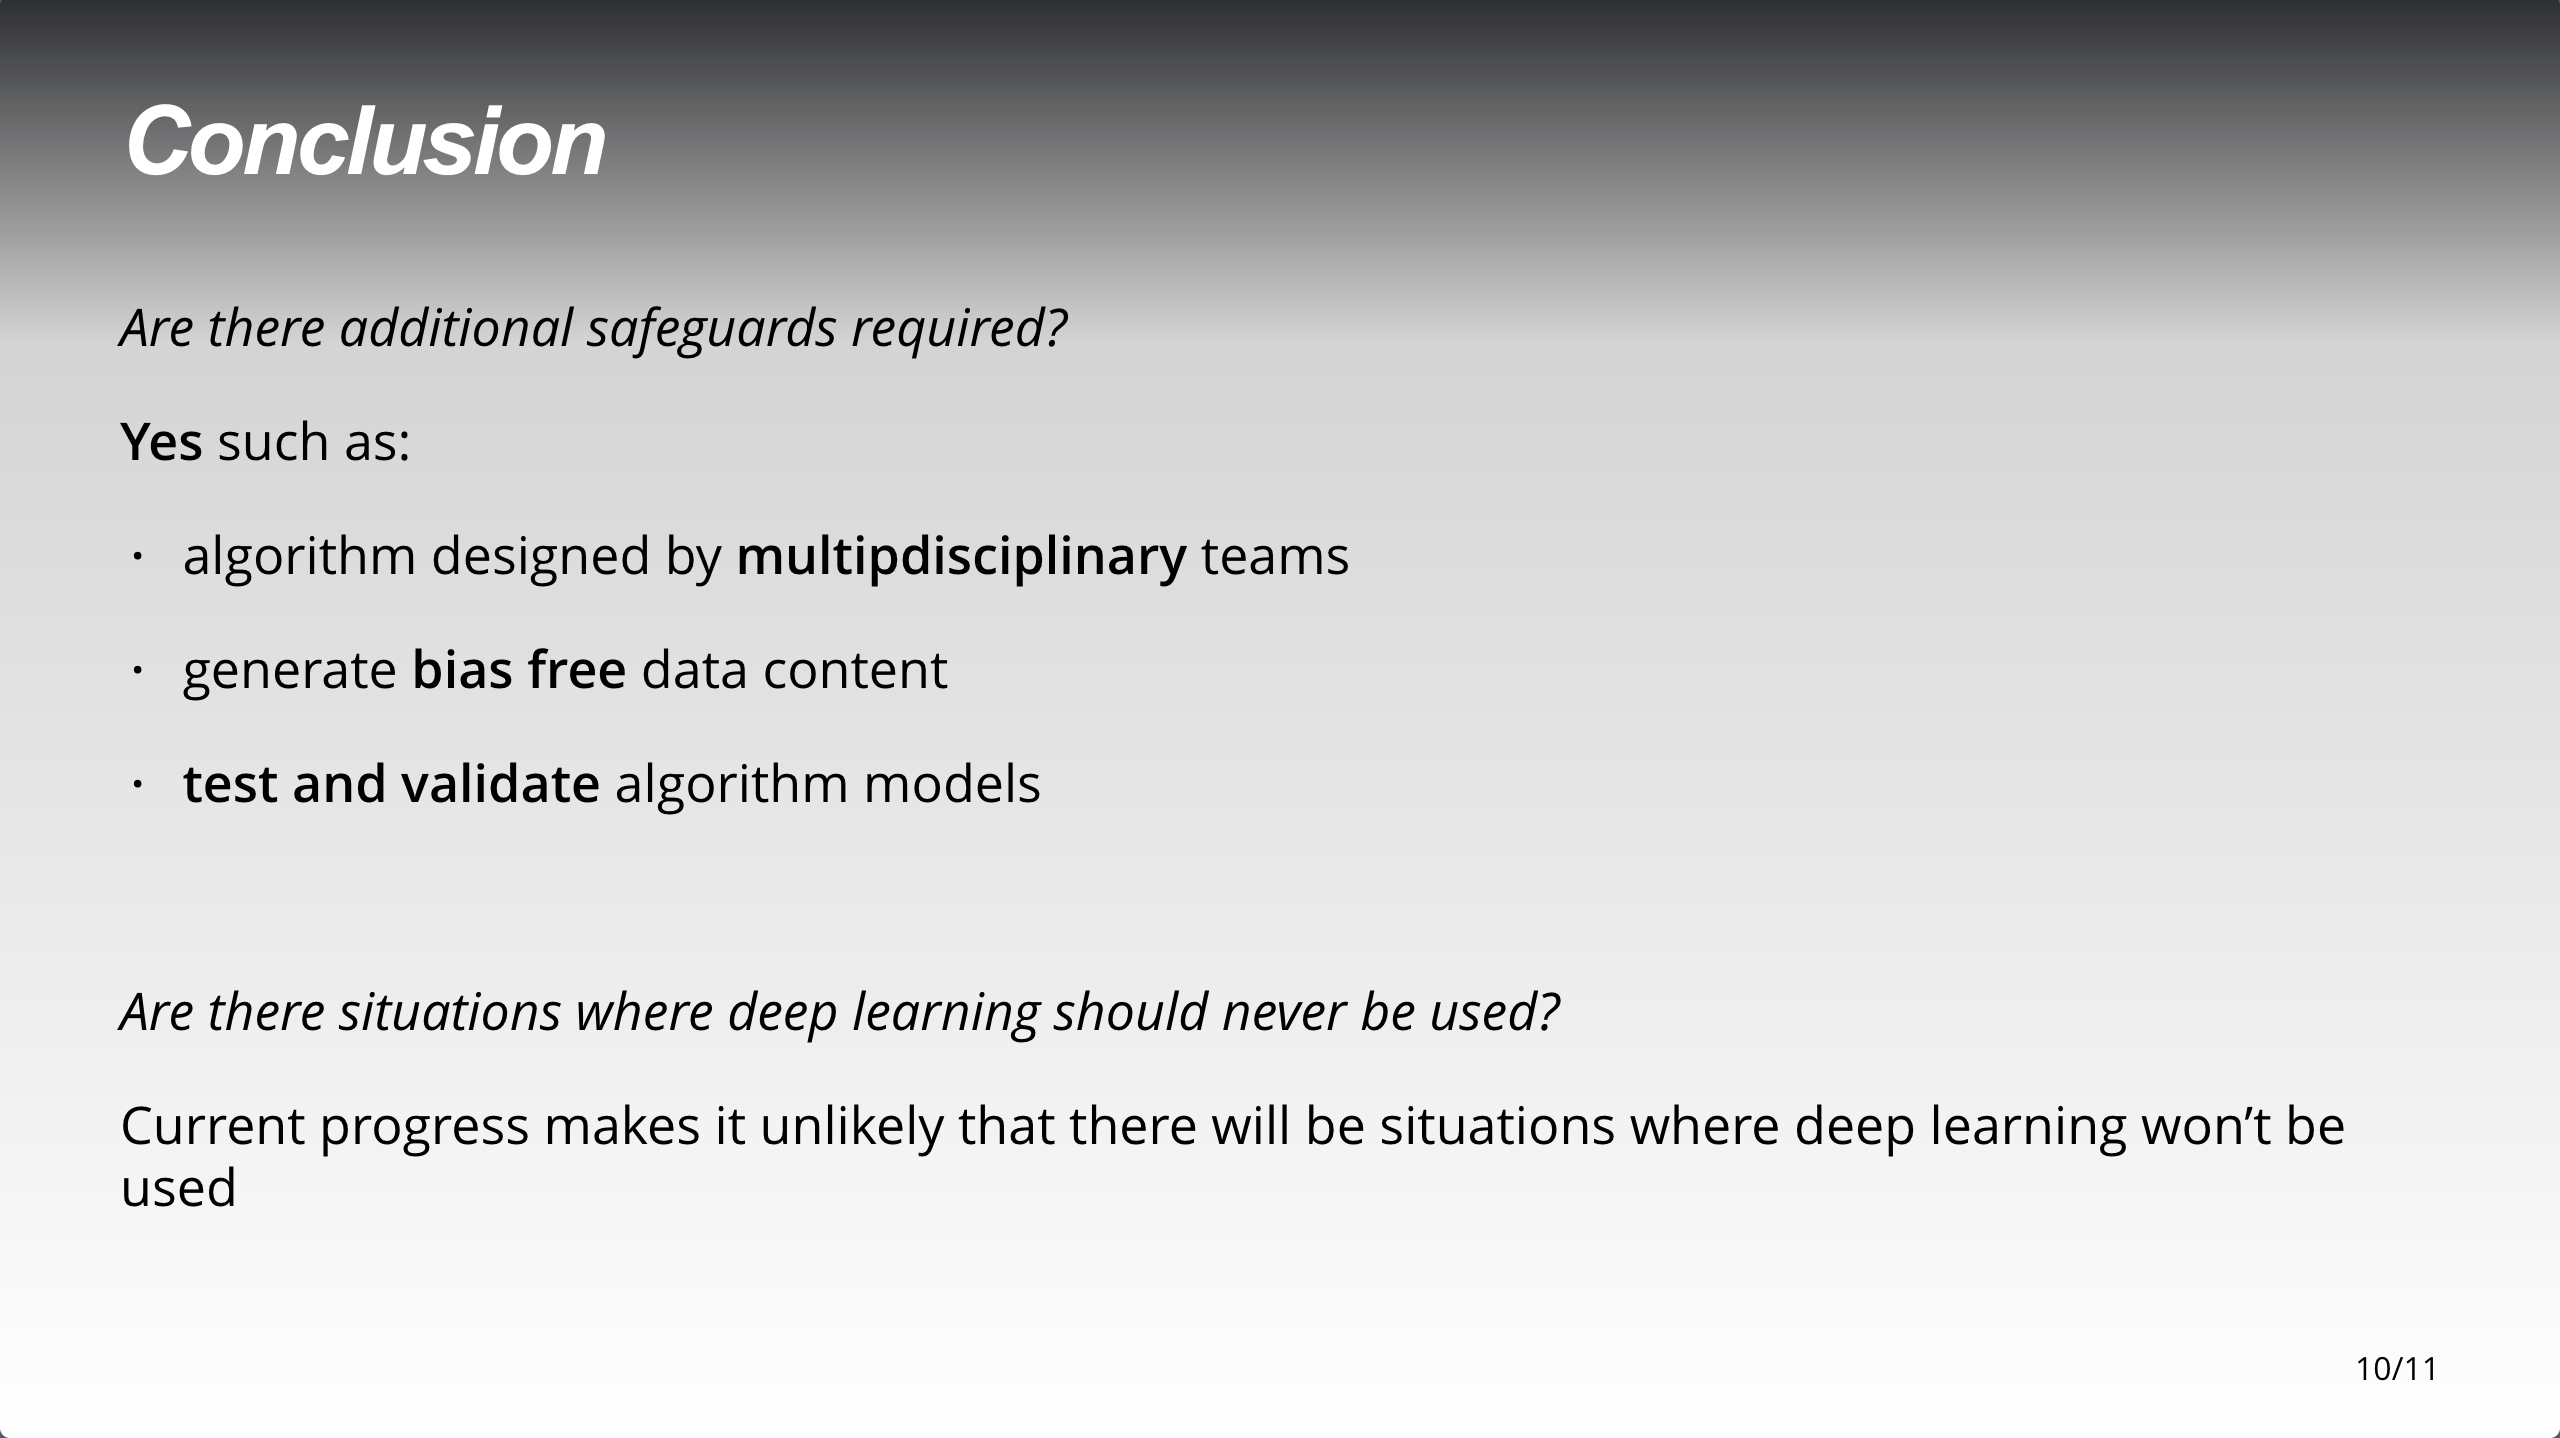 Conclusion
Are there additional safeguards required?
Yes such as:
· algorithm designed by multipdisciplinary teams
· generate bias free data content
· test and validate algorithm models
Are there situations where deep learning should never be used?
Current progress makes it unlikely that there will be situations where deep learning won’t be
used
10/11